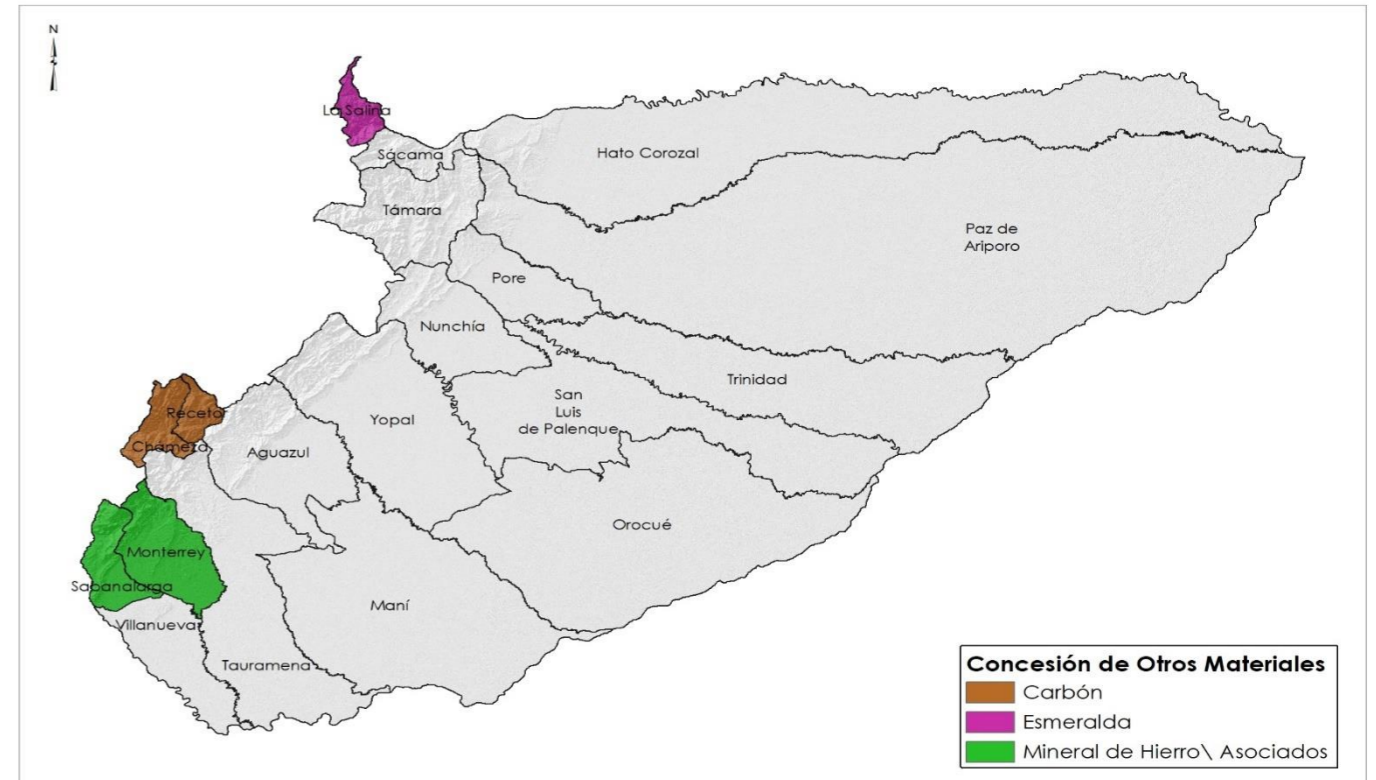 N
La Salina
Sácama
Hato Corozal
Támara
Paz de
Ariporo
Pore
Nunchía
Trinidad
San
Luis
de Palenque
Yopal
Recetor
Chameza
Aguazul
Orocué
Monterrey
Sabanalarga
Maní
Villanueva
Tauramena
Concesión de Otros Materiales
Carbón
Esmeralda
Mineral de Hierro\ Asociados